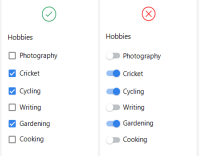 Hobbies
Photography
Cricket
Cycling
Writing
Gardening
Cooking
Hobbies
Photography
Cricket
Cycling
Writing
Gardening
Cooking